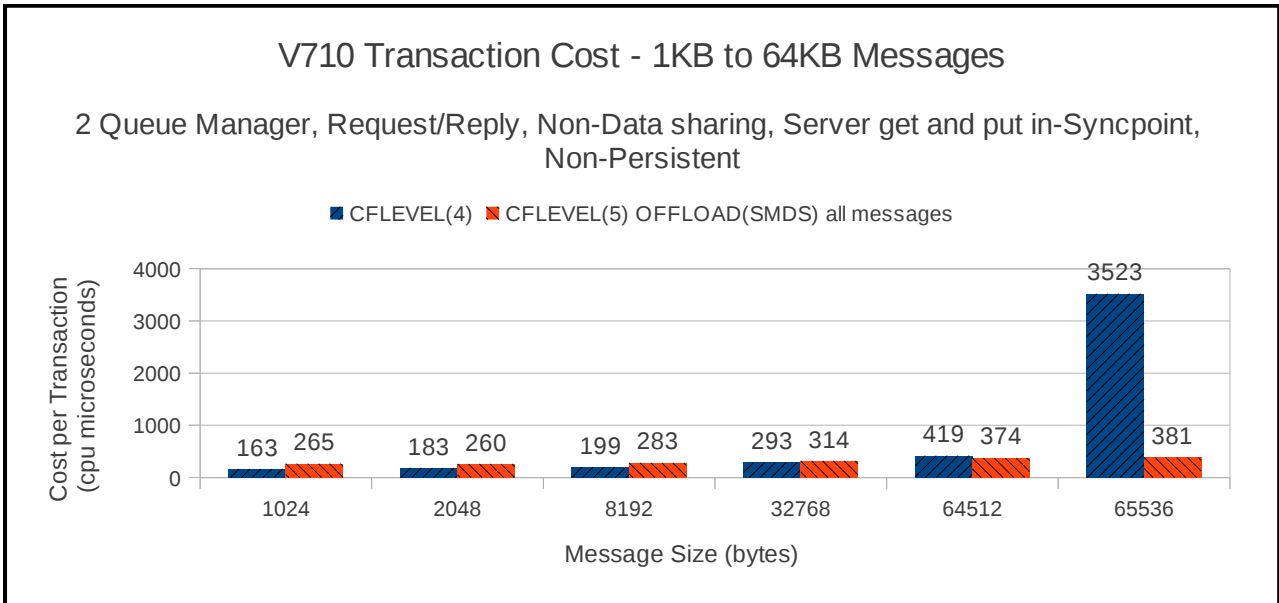 V710 Transaction Cost - 1KB to 64KB Messages
2 Queue Manager, Request/Reply, Non-Data sharing, Server get and put in-Syncpoint,
Non-Persistent
CFLEVEL(4) CFLEVEL(5) OFFLOAD(SMDS) all messages
Cost per Transaction
(cpu microseconds)
4000
3000
2000
1000
0
163 265 183 260 199 283 293 314 419 374 3523 381
1024 2048 8192 32768 64512 65536
Message Size (bytes)